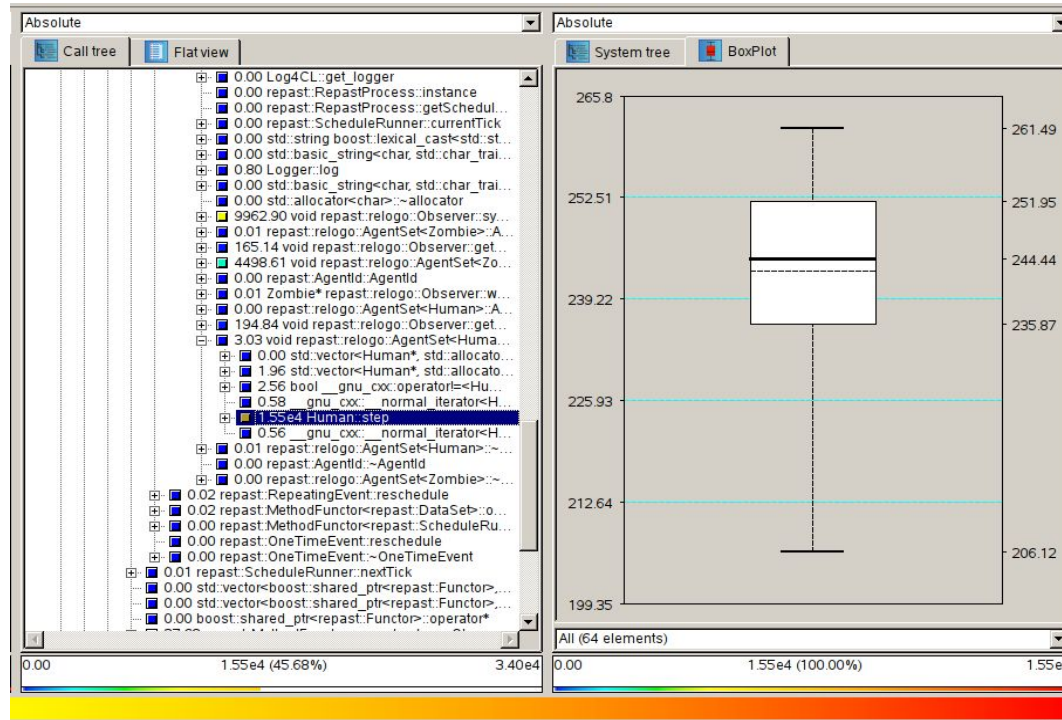 Absolute
Call tree
Flat view
0.00 Log4CL::get_logger
0.00 repast::RepastProcess::instance
0.00 repast::RepastProcess::getSchedul...
0.00 repast::ScheduleRunner::currentTick
0.00 std::string boost::lexical_cast<std::st...
0.00 std::basic_string<char, std::char_trai...
0.80 Logger::log
0.00 std::basic_string<char, std::char_trai...
0.00 std::allocator<char>::~allocator
9962.90 void repast::relogo::Observer::sy...
0.01 repast::relogo::AgentSet<Zombie>::A...
165.14 void repast::relogo::Observer::get...
4498.61 void repast::relogo::AgentSet<Zo...
0.00 repast::AgentId::AgentId
0.01 Zombie* repast::relogo::Observer::w...
0.00 repast::relogo::AgentSet<Human>::A...
194.84 void repast::relogo::Observer::get...
3.03 void repast::relogo::AgentSet<Huma...
0.00 std::vector<Human*, std::allocato...
1.96 std::vector<Human*, std::allocato...
2.56 bool __gnu_cxx::operator!=<Hu...
0.58 __gnu_cxx::__normal_iterator<H...
1.55e4 Human::step
0.56 __gnu_cxx::__normal_iterator<H...
0.01 repast::relogo::AgentSet<Human>::~...
0.00 repast::AgentId::~AgentId
0.00 repast::relogo::AgentSet<Zombie>::~...
0.02 repast::RepeatingEvent::reschedule
0.02 repast::MethodFunctor<repast::DataSet>::o...
0.00 repast::MethodFunctor<repast::ScheduleRu...
0.00 repast::OneTimeEvent::reschedule
0.00 repast::OneTimeEvent::~OneTimeEvent
0.01 repast::ScheduleRunner::nextTick
0.00 std::vector<boost::shared_ptr<repast::Functor>,...
0.00 std::vector<boost::shared_ptr<repast::Functor>,...
0.00 boost::shared_ptr<repast::Functor>::operator*
0.00 1.55e4 (45.68%) 3.40e4
Absolute
System tree
BoxPlot
265.8
261.49
252.51
251.95
244.44
239.22
235.87
225.93
212.64
206.12
199.35
All (64 elements)
0.00 1.55e4 (100.00%) 1.55e